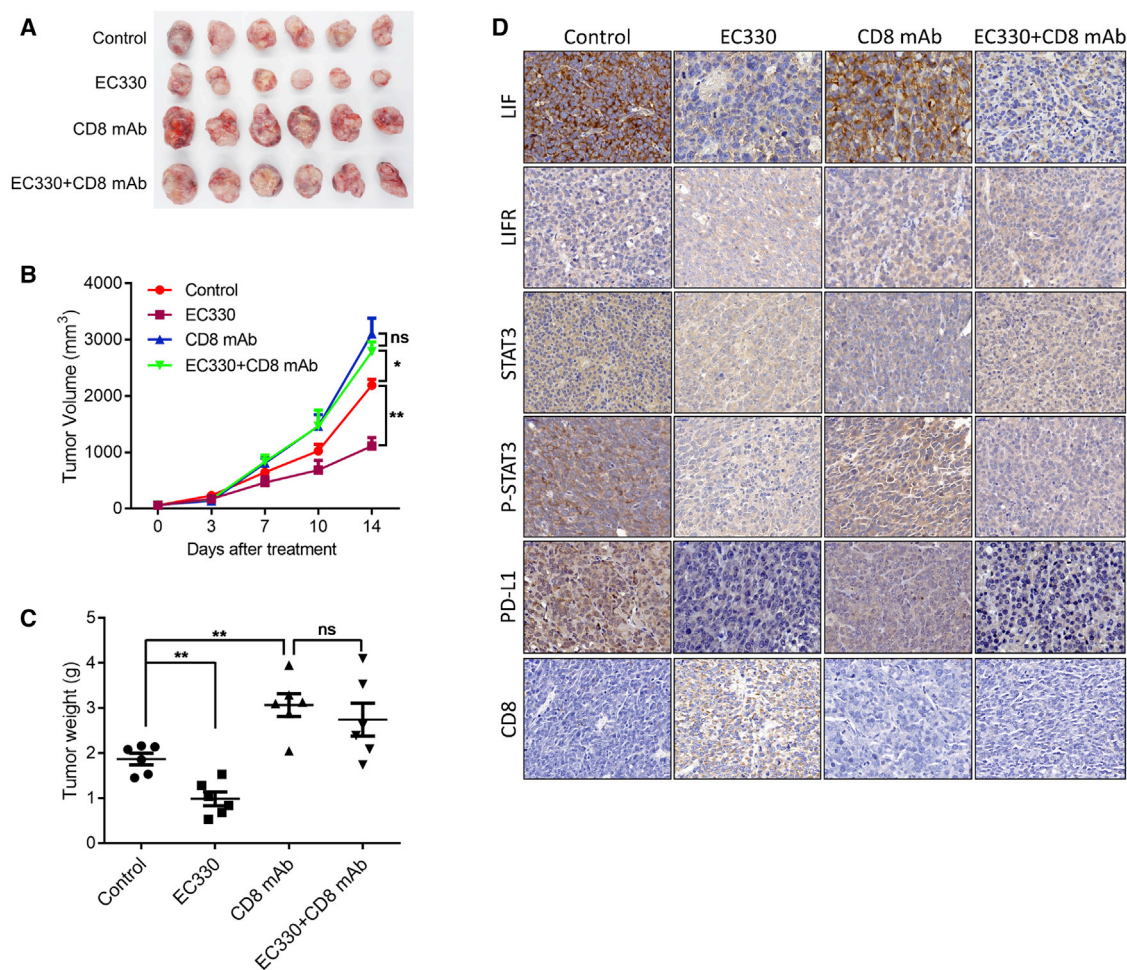 A
Control
EC330
CD8 mAb
EC330+CD8 mAb
B
Tumor Volume (mm3)
4000
3000
2000
1000
0
Control
EC330
CD8 mAb
EC330+CD8 mAb
ns
*
**
0 3 7 10 14
Days after treatment
C
Tumor weight (g)
5
4
3
2
1
0
**
**
ns
Control
EC330
CD8 mAb
EC330+CD8 mAb
D
Control EC330 CD8 mAb EC330+CD8 mAb
LIF
LIFR
STAT3
P-STAT3
PD-L1
CD8